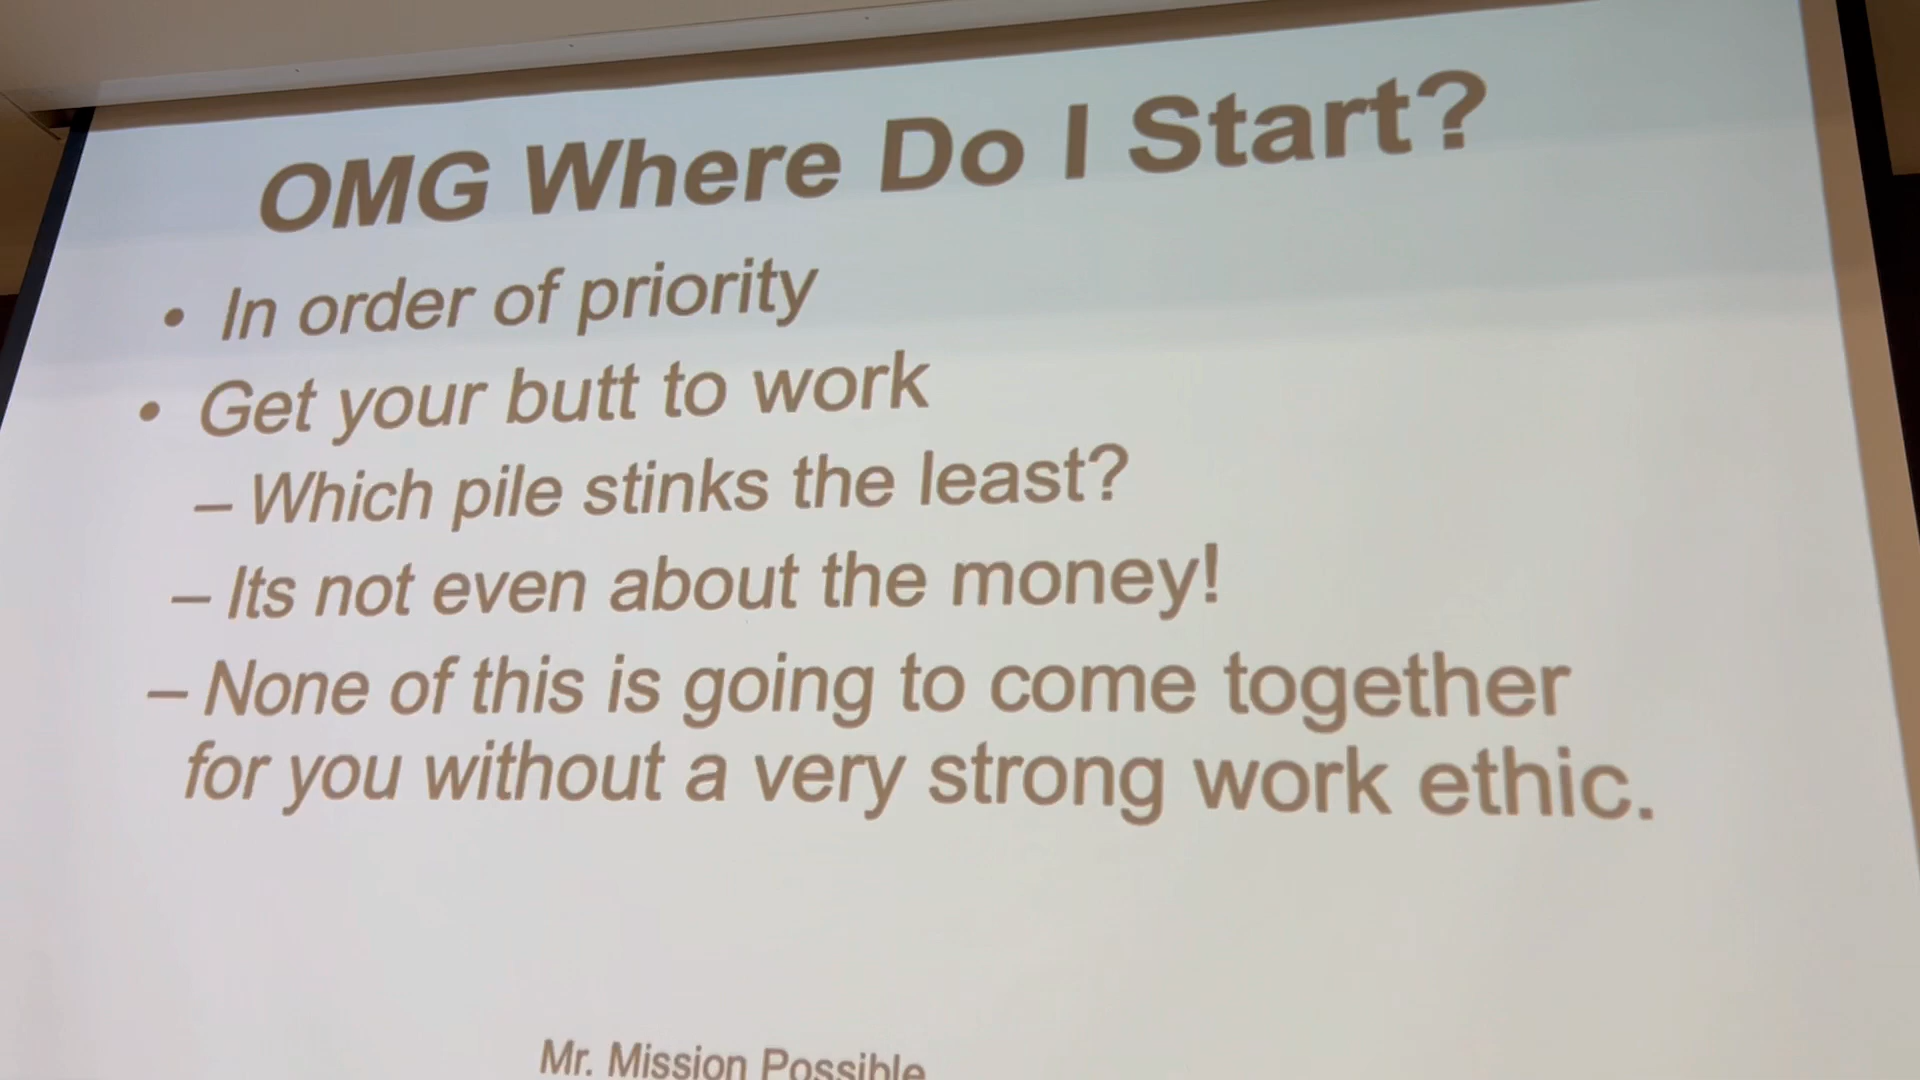 OMG Where Do I Start?
• In order of priority
• Get your butt to work
– Which pile stinks the least?
– Its not even about the money!
– None of this is going to come together
for you without a very strong work ethic.
Mr. Mission Possible